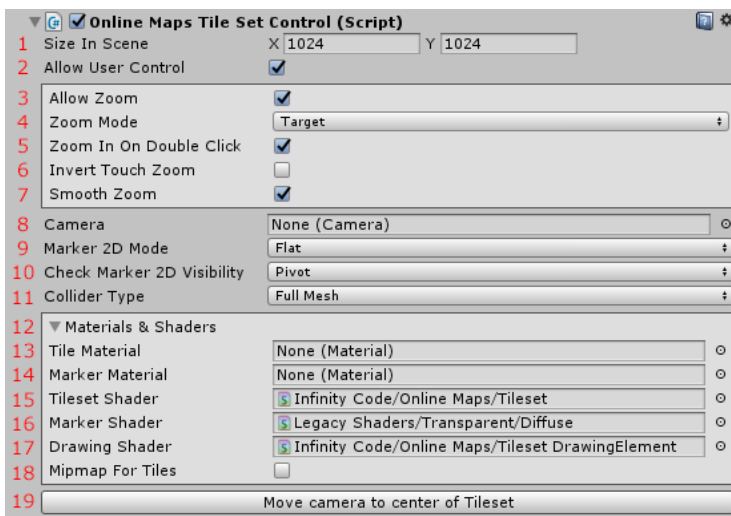 Online Maps Tile Set Control (Script)
1 Size In Scene X 1024 Y 1024
2 Allow User Control
3 Allow Zoom
4 Zoom Mode Target
5 Zoom In On Double Click
6 Invert Touch Zoom
7 Smooth Zoom
8 Camera None (Camera)
9 Marker 2D Mode Flat
10 Check Marker 2D Visibility Pivot
11 Collider Type Full Mesh
12 Materials & Shaders
13 Tile Material None (Material)
14 Marker Material None (Material)
15 Tileset Shader Infinity Code/Online Maps/Tileset
16 Marker Shader Legacy Shaders/Transparent/Diffuse
17 Drawing Shader Infinity Code/Online Maps/Tileset DrawingElement
18 Mipmap For Tiles
19 Move camera to center of Tileset